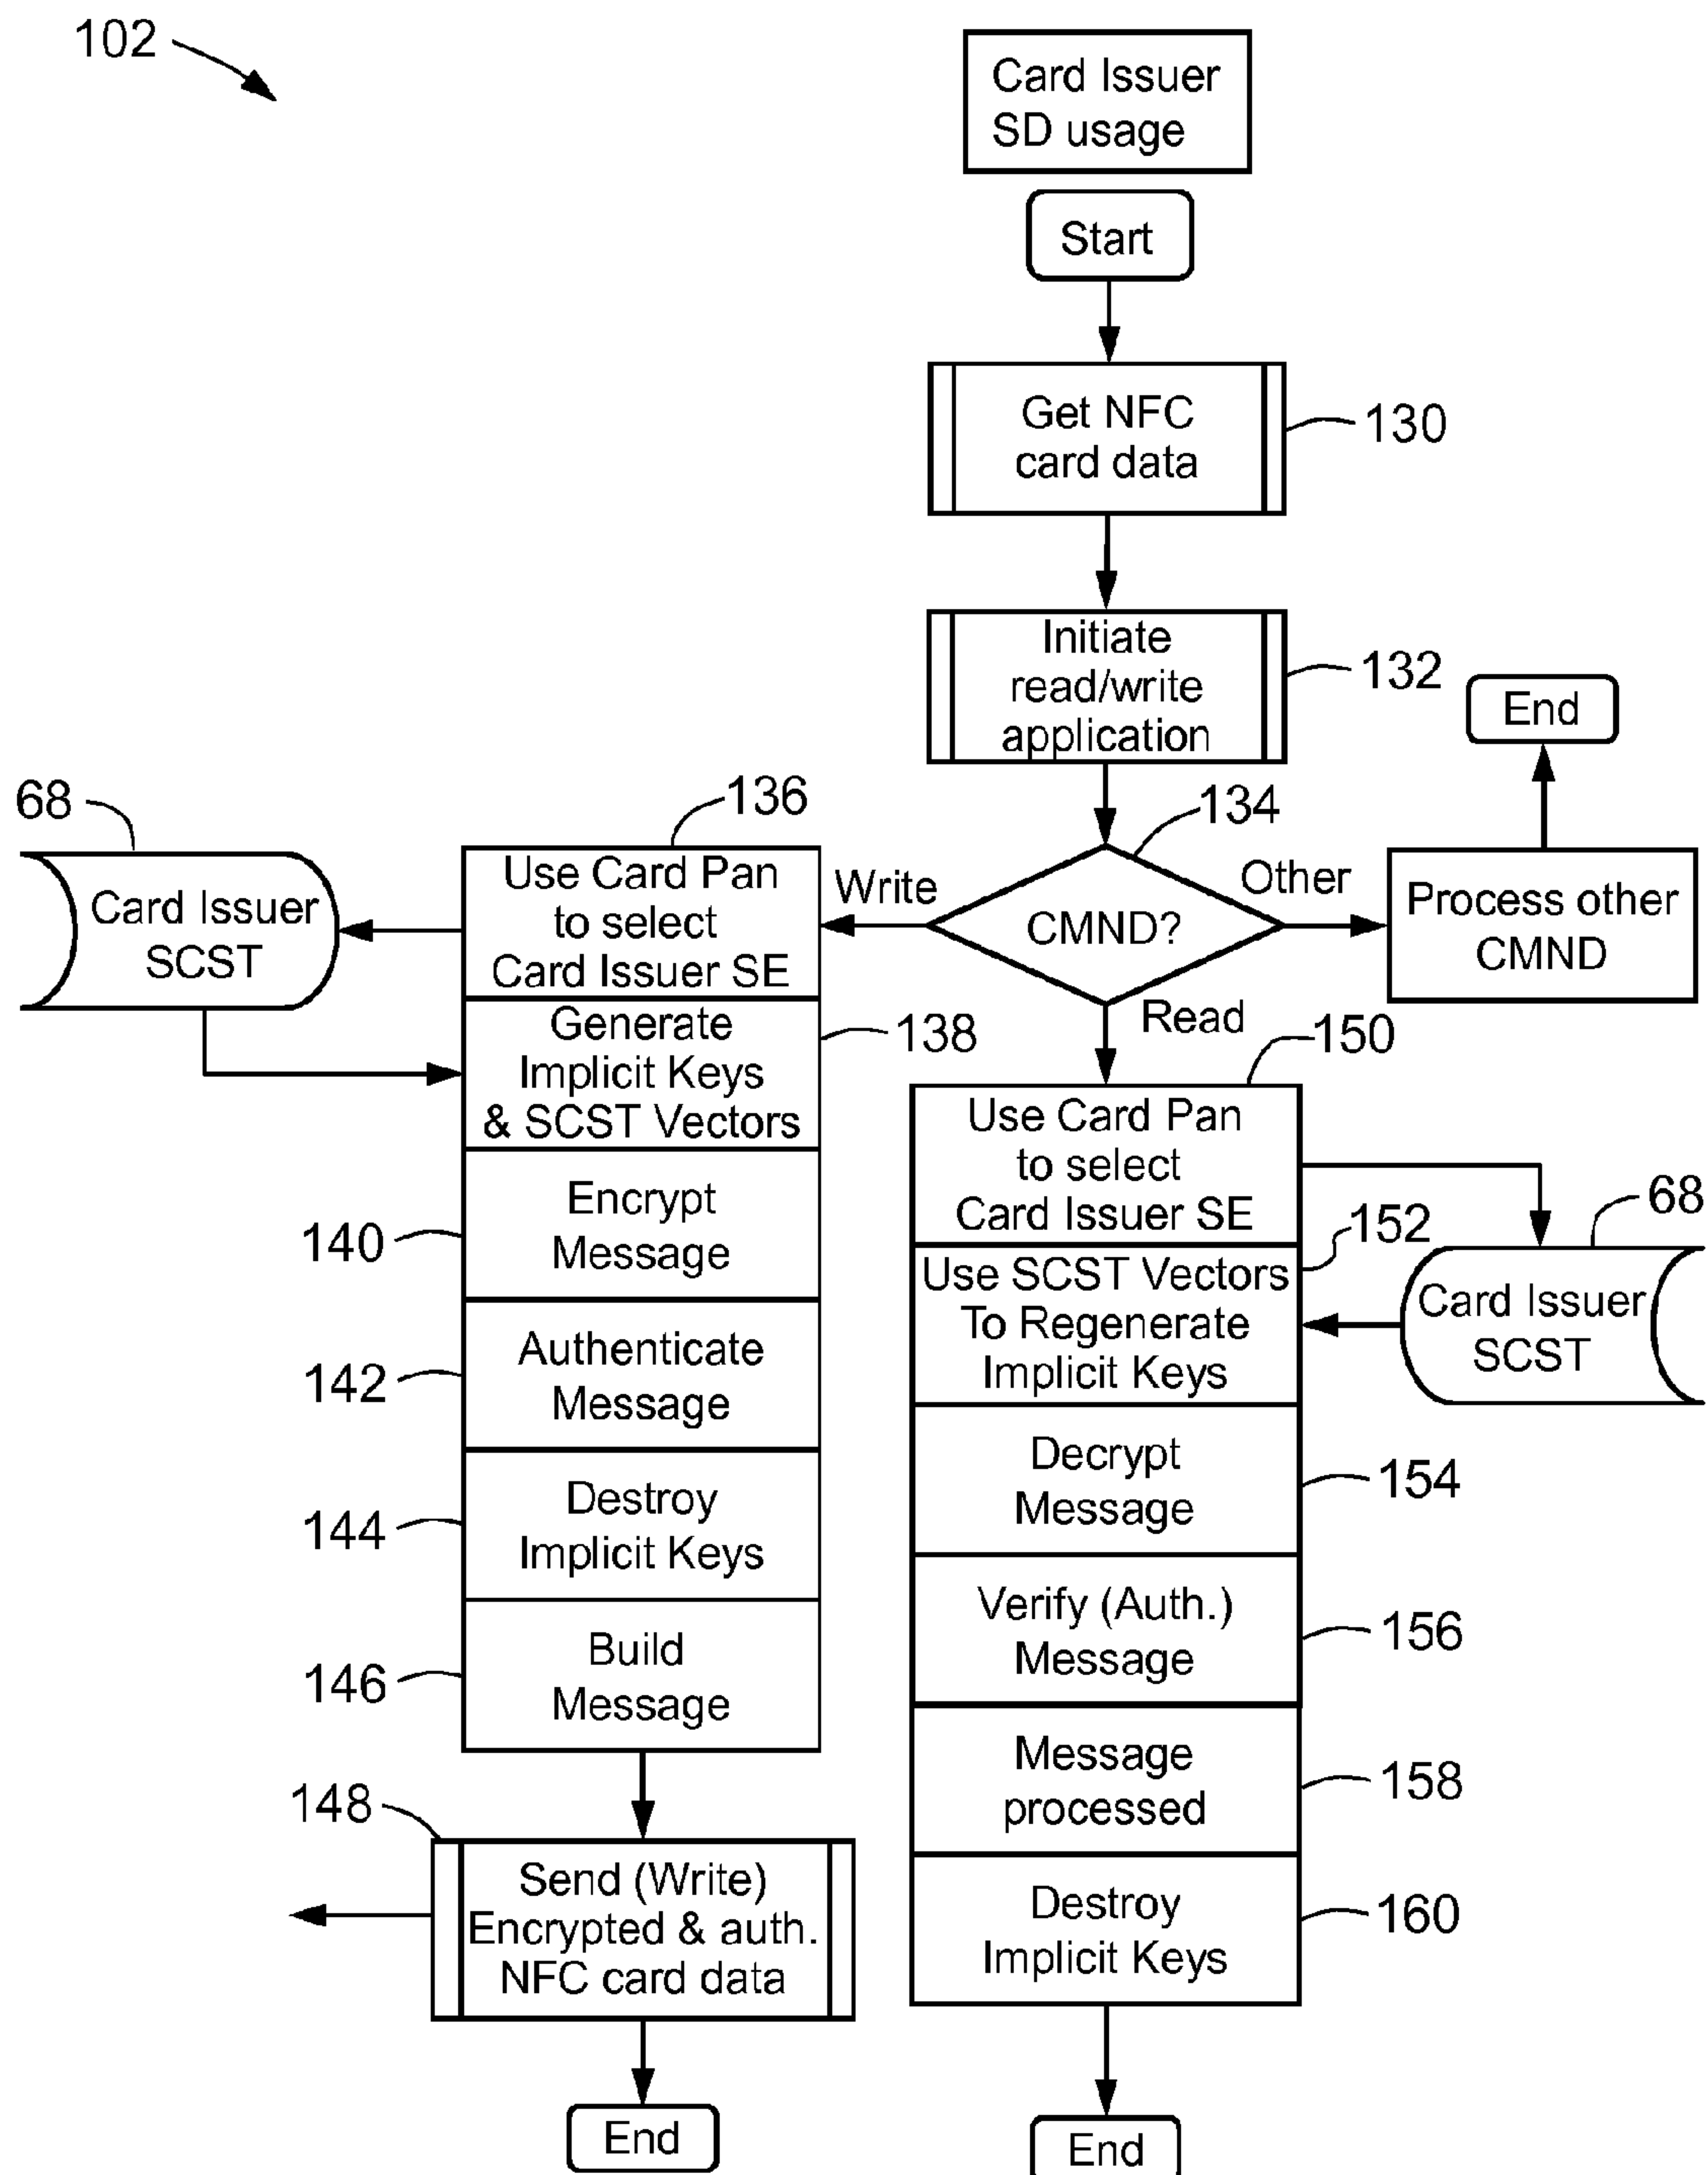 102
Card Issuer
SD usage
Start
Get NFC
card data
130
Initiate
read/write
application
132
End
68
136
134
Card Issuer
SCST
Use Card Pan
to select
Card Issuer SE
Write
CMND?
Other
Process other
CMND
Read
Generate
Implicit Keys
& SCST Vectors
138
150
Use Card Pan
to select
Card Issuer SE
68
152
Encrypt
Message
140
Use SCST Vectors
To Regenerate
Implicit Keys
Card Issuer
SCST
Authenticate
Message
142
Decrypt
Message
154
Destroy
Implicit Keys
144
Verify (Auth.)
Message
156
Build
Message
146
Message
processed
158
148
Send (Write)
Encrypted & auth.
NFC card data
Destroy
Implicit Keys
160
End
End